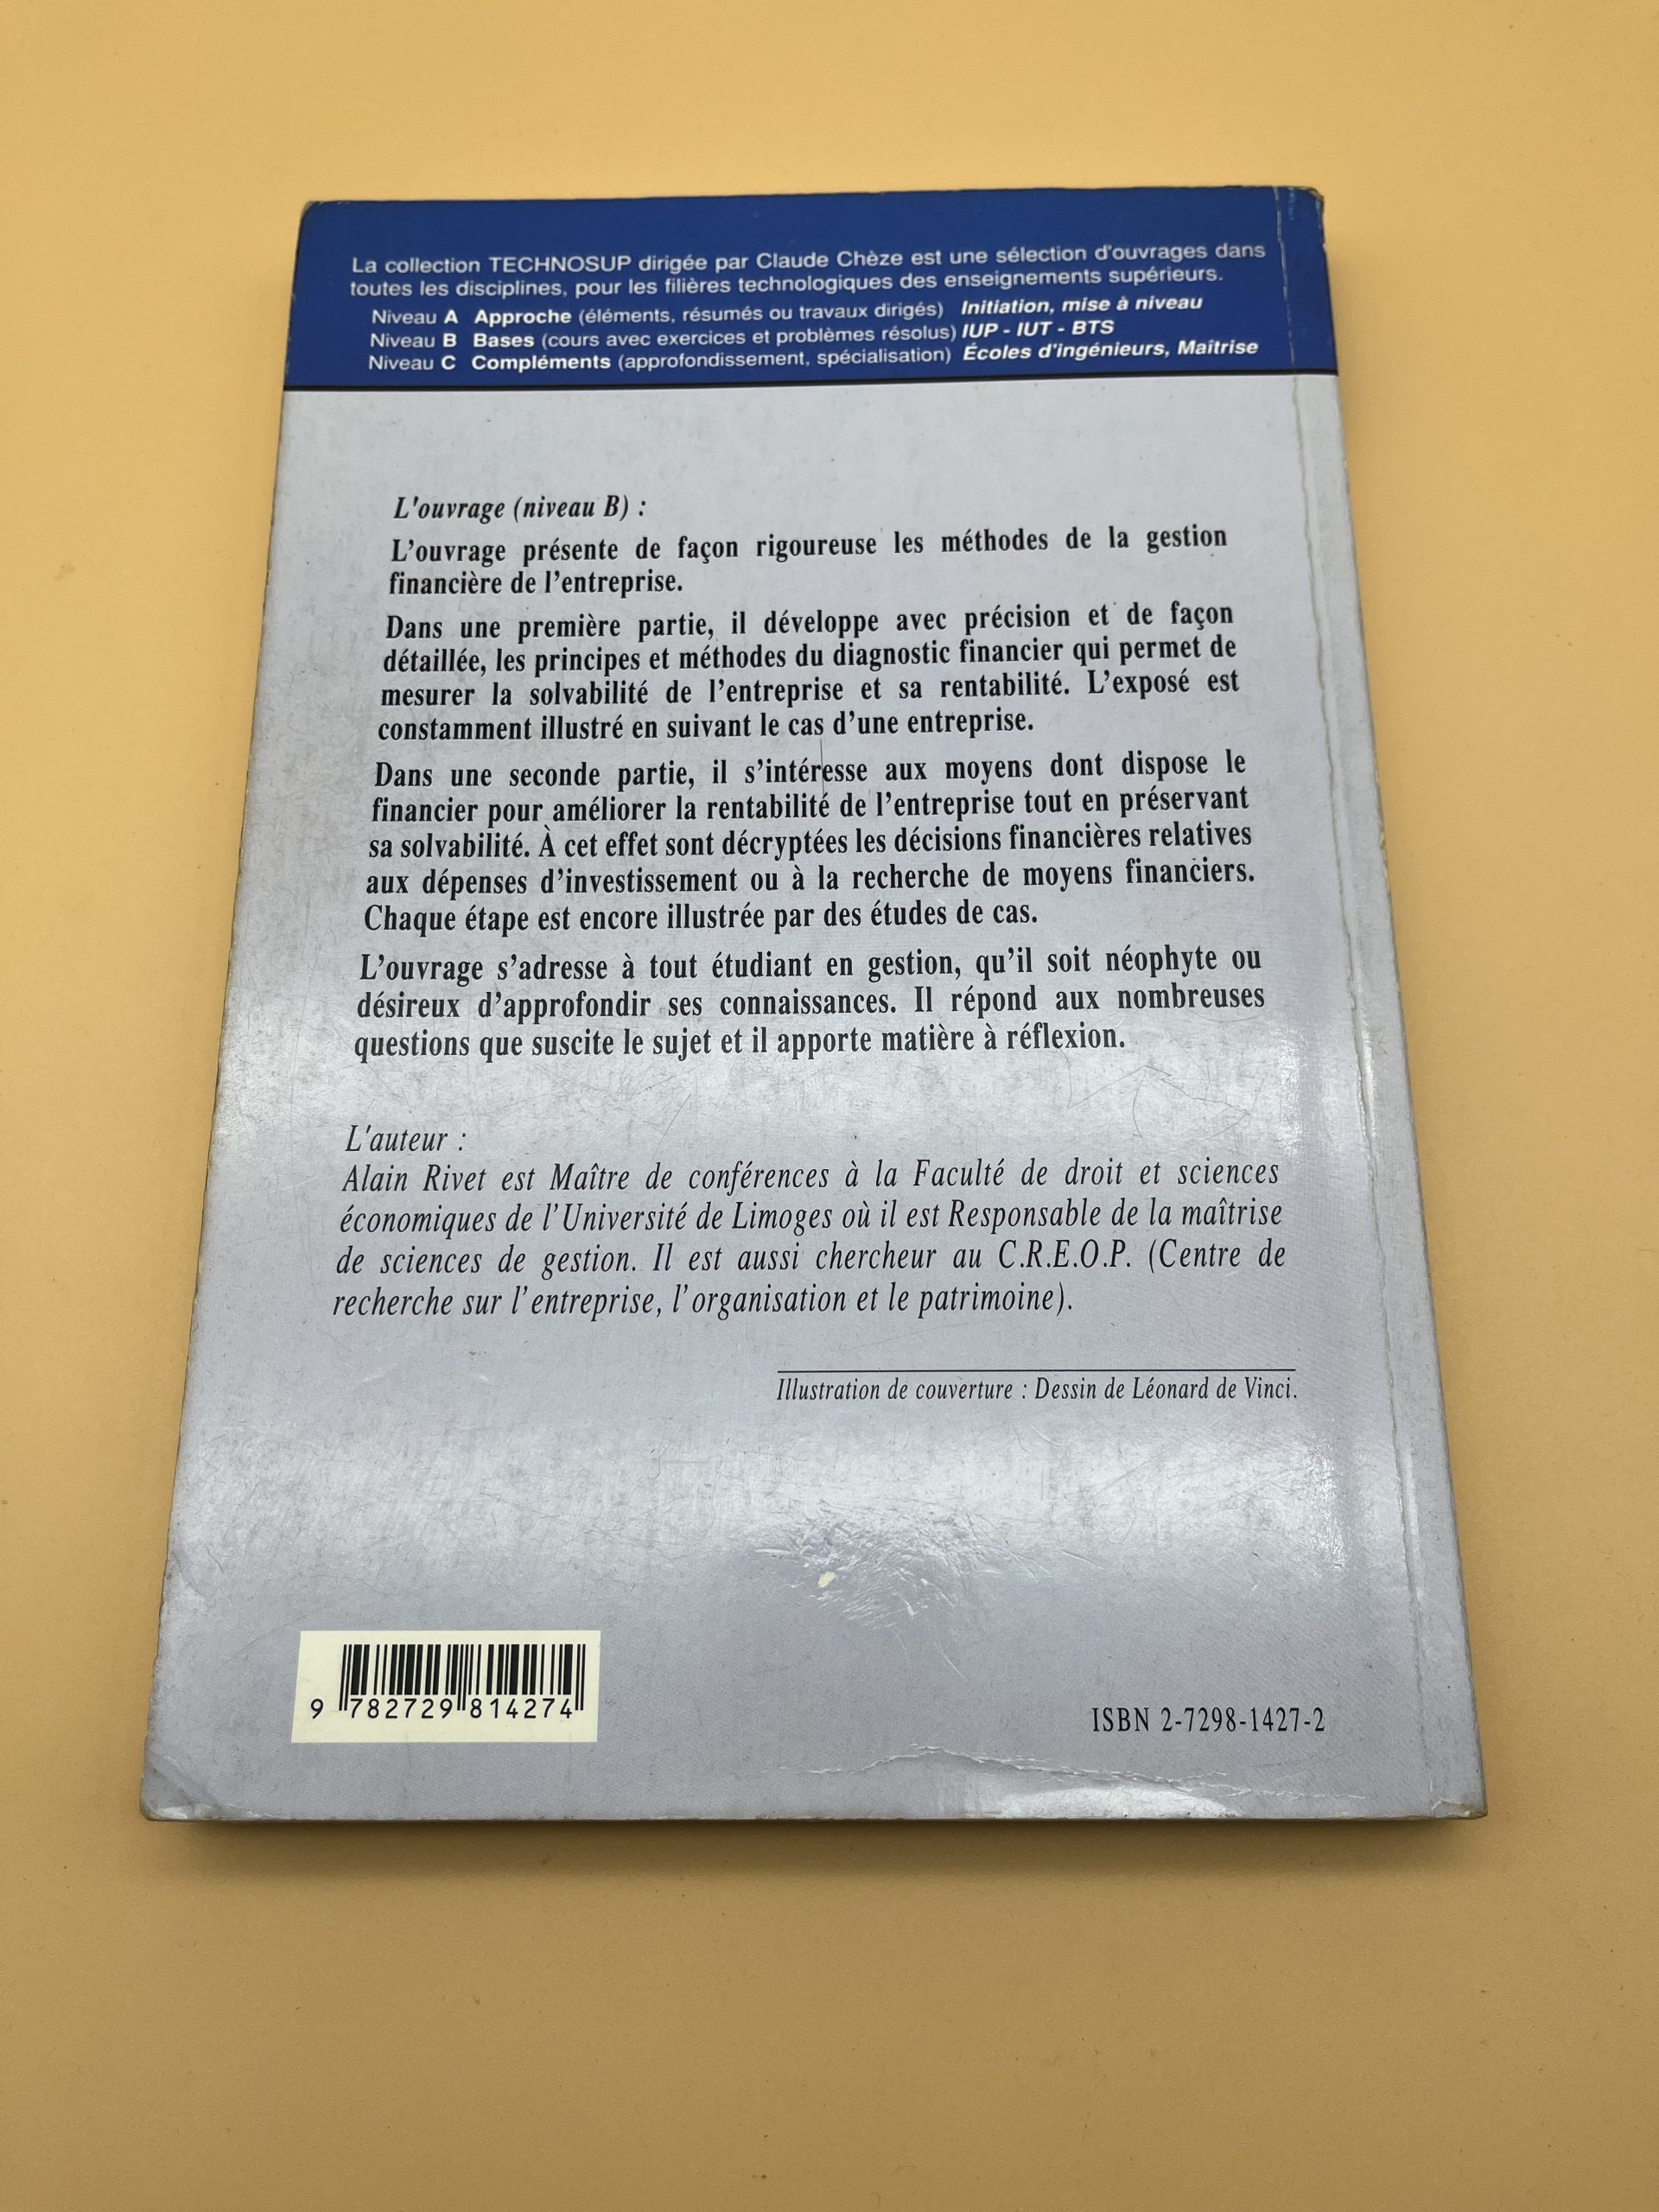 La collection TECHNOSUP dirigée par Claude Chèze est une sélection d'ouvrages dans
toutes les disciplines, pour les filières technologiques des enseignements supérieurs.
Niveau A Approche (éléments, résumés ou travaux dirigés) Initiation, mise à niveau
Niveau B Bases (cours avec exercices et problèmes résolus) IUP - IUT - BTS
Niveau C Compléments (approfondissement, spécialisation) Écoles d'ingénieurs, Maîtrise
L'ouvrage (niveau B) :
L'ouvrage présente de façon rigoureuse les méthodes de la gestion
financière de l'entreprise.
Dans une première partie, il développe avec précision et de façon
détaillée, les principes et méthodes du diagnostic financier qui permet de
mesurer la solvabilité de l'entreprise et sa rentabilité. L'exposé est
constamment illustré en suivant le cas d'une entreprise.
Dans une seconde partie, il s'intéresse aux moyens dont dispose le
financier pour améliorer la rentabilité de l'entreprise tout en préservant
sa solvabilité. À cet effet sont décryptées les décisions financières relatives
aux dépenses d'investissement ou à la recherche de moyens financiers.
Chaque étape est encore illustrée par des études de cas.
L'ouvrage s'adresse à tout étudiant en gestion, qu'il soit néophyte ou
désireux d'approfondir ses connaissances. Il répond aux nombreuses
questions que suscite le sujet et il apporte matière à réflexion.
L'auteur :
Alain Rivet est Maître de conférences à la Faculté de droit et sciences
économiques de l'Université de Limoges où il est Responsable de la maîtrise
de sciences de gestion. Il est aussi chercheur au C.R.E.O.P. (Centre de
recherche sur l'entreprise, l'organisation et le patrimoine).
Illustration de couverture : Dessin de Léonard de Vinci.
9 782729 814274
ISBN 2-7298-1427-2